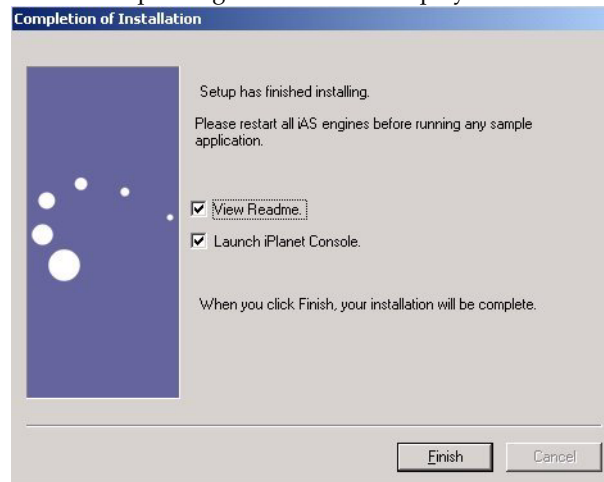 Completion of Installation
Setup has finished installing.
Please restart all iAS engines before running any sample
application.
View Readme.
Launch iPlanet Console.
When you click Finish, your installation will be complete.
Finish
Cancel